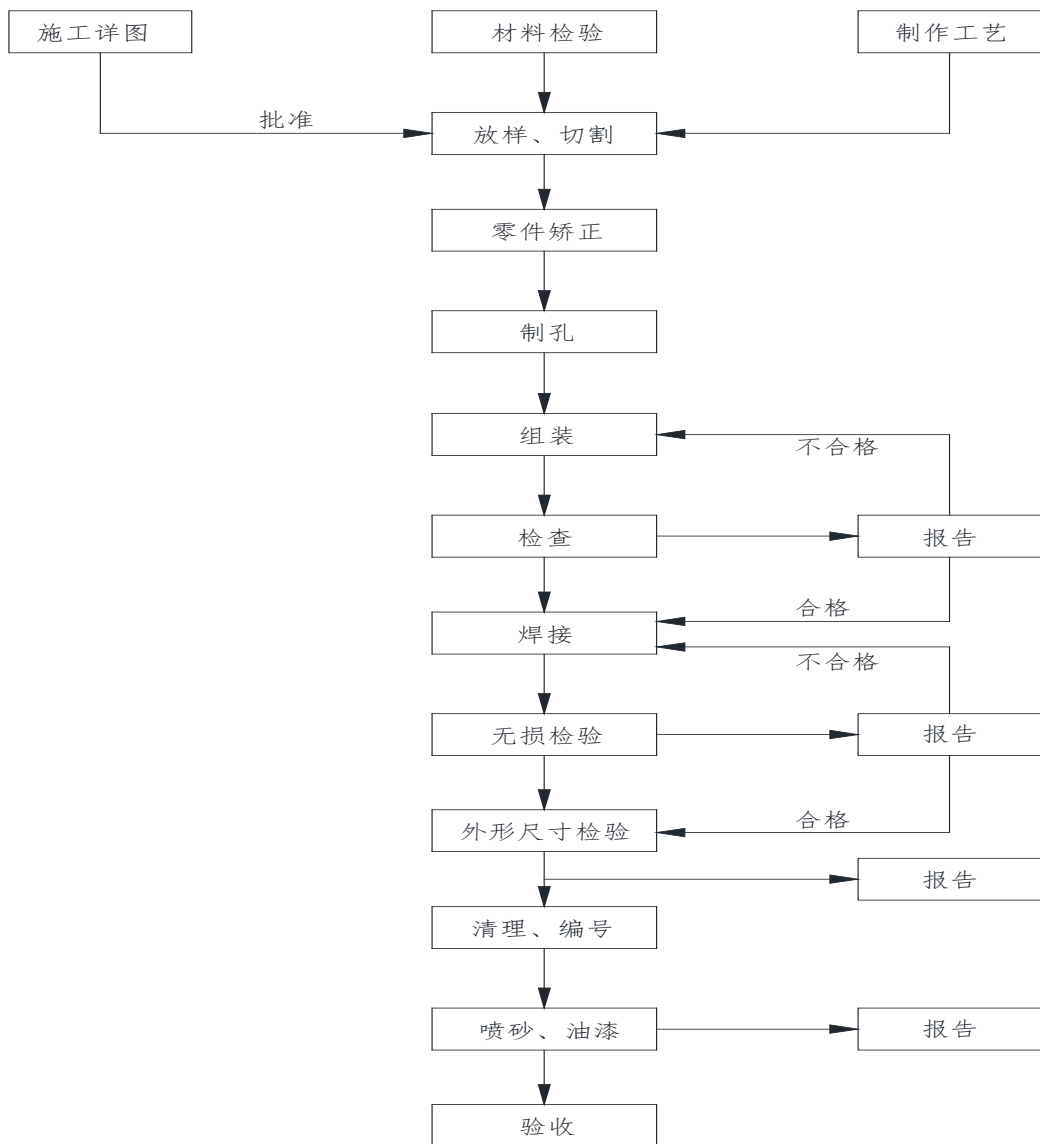 施工详图
材料检验
制作工艺
批准
放样、切割
零件矫正
制孔
组装
不合格
检查
报告
合格
焊接
不合格
无损检验
报告
合格
外形尺寸检验
报告
清理、编号
喷砂、油漆
报告
验收